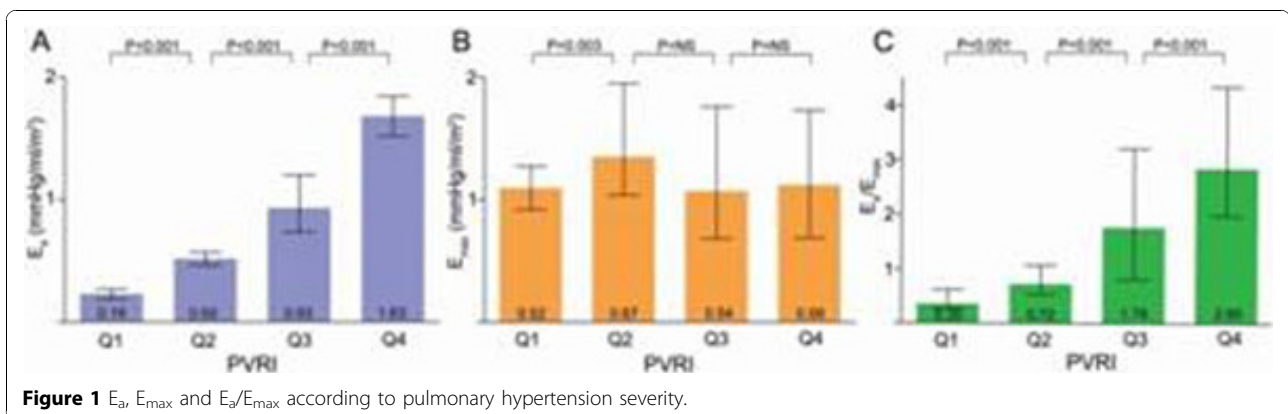 A B C
P<0.001 P<0.001 P<0.001 P<0.003 P=NS P=NS P<0.001 P<0.001 P<0.001
2 2 4
3
1 1 2
1
Ea (mmHg/ml/m²) Emax (mmHg/ml/m²) Ea/Emax
0.93 1.63 0.54 0.72
Q1 Q2 Q3 Q4 Q1 Q2 Q3 Q4 Q1 Q2 Q3 Q4
PVRI PVRI PVRI
Figure 1 Ea, Emax and Ea/Emax according to pulmonary hypertension severity.